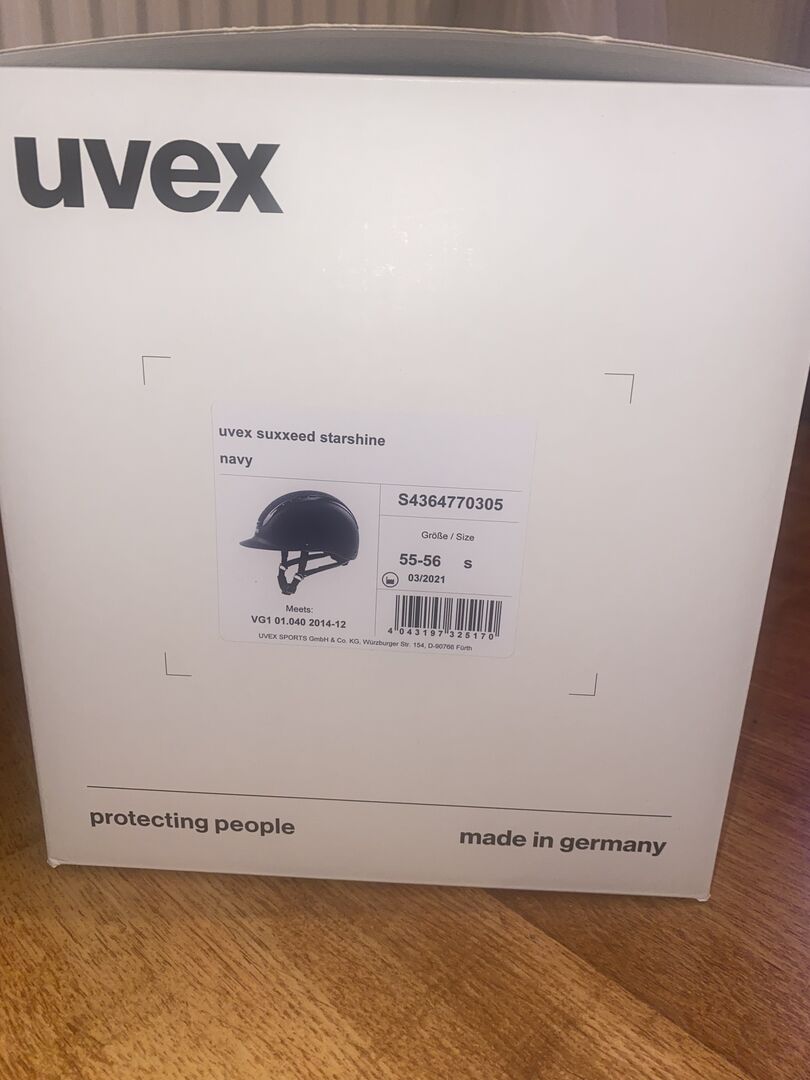 uvex
uvex suxxeed starshine
navy
S4364770305
Größe / Size
55-56 s
03/2021
Meets:
VG1 01.040 2014-12
4 043197 325170
UVEX SPORTS GmbH & Co. KG, Würzburger Str. 154, D-90766 Fürth
protecting people
made in germany